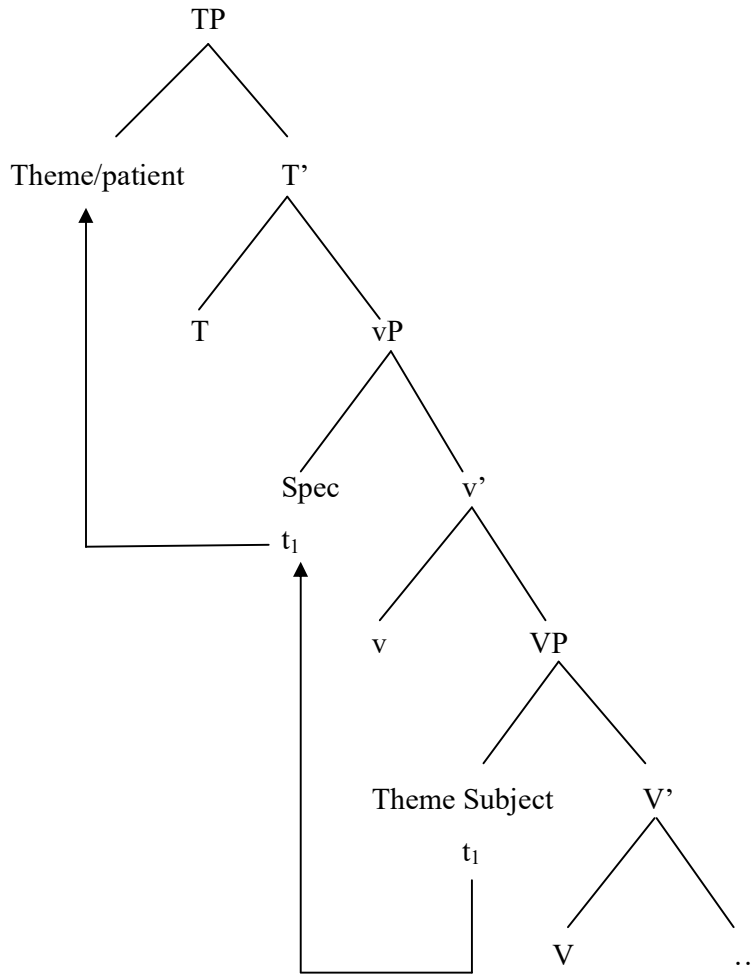 TP
Theme/patient T’
T vP
Spec v’
t1
v VP
Theme Subject V’
t1
V ..